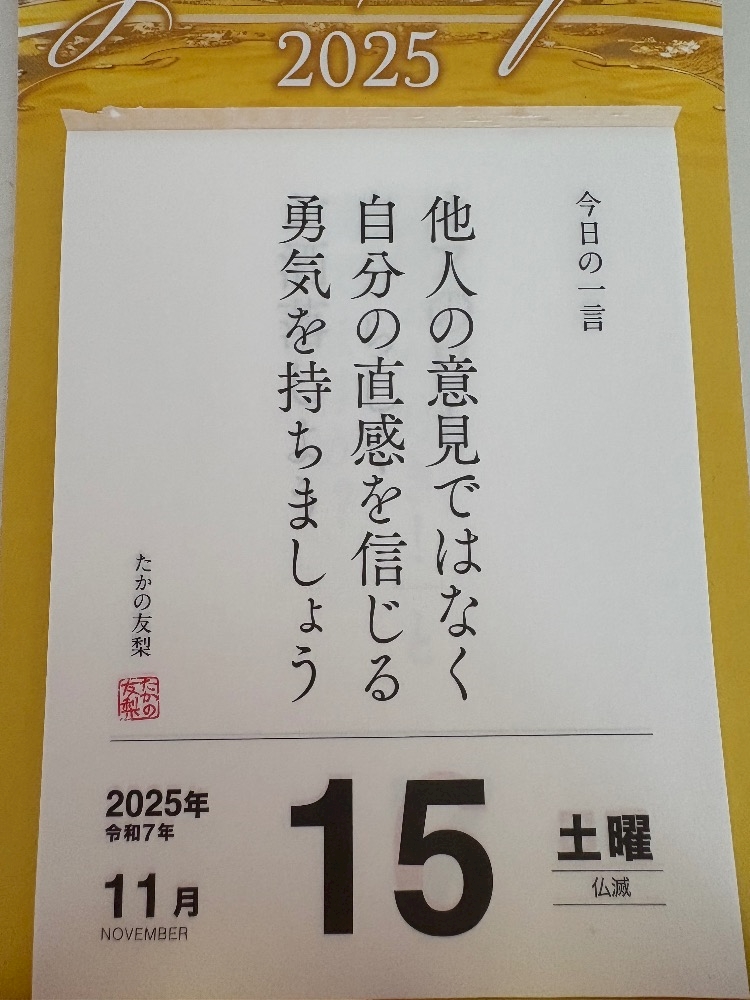 2025
今日の一言
他人の意見ではなく
自分の直感を信じる
勇気を持ちましょう
たかの友梨
たかの
友梨
2025年
令和7年
11月
NOVEMBER
15
土曜
仏滅